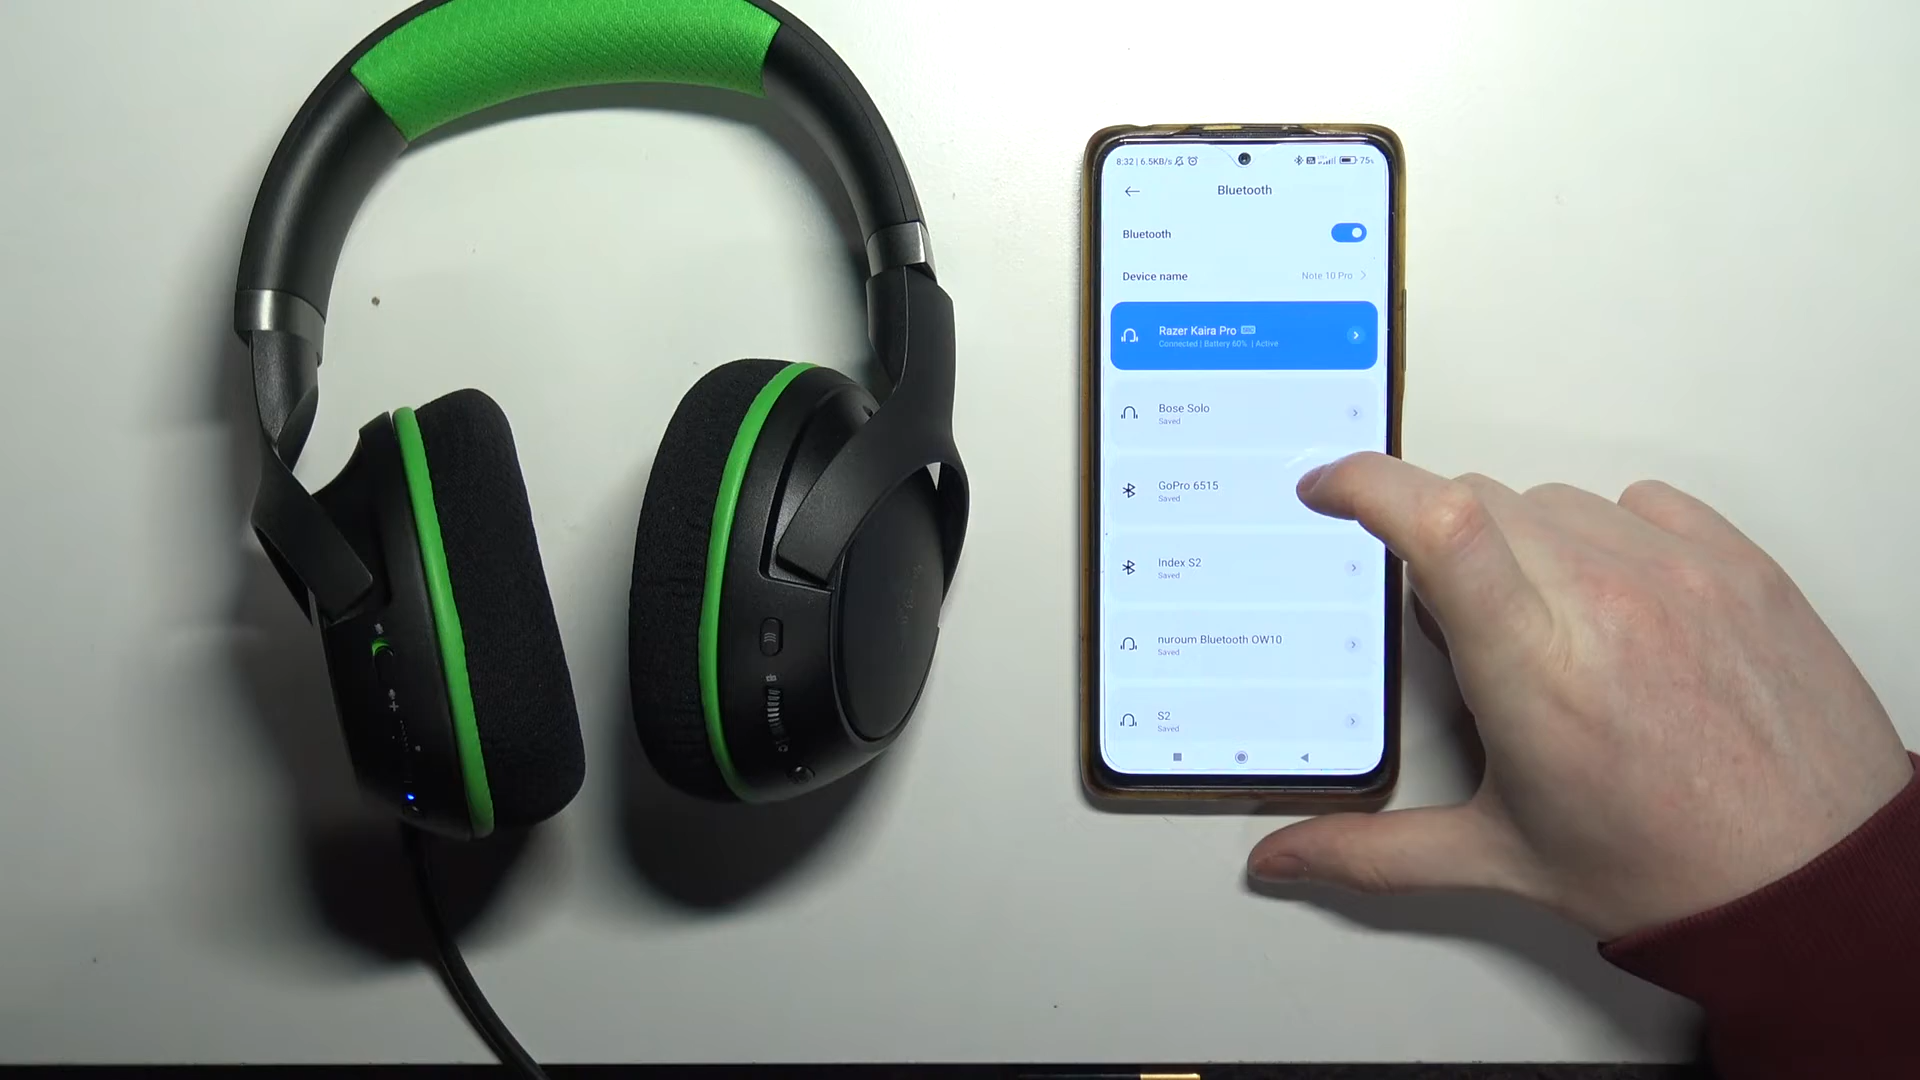 8:32 | 6.5KB/s
75
Bluetooth
Bluetooth
Device name
Note 10 Pro
Razer Kaira Pro
Connected | Battery 60% | Active
Bose Solo
Saved
GoPro 6515
Saved
Index S2
Saved
nuroum Bluetooth OW10
Saved
S2
Saved